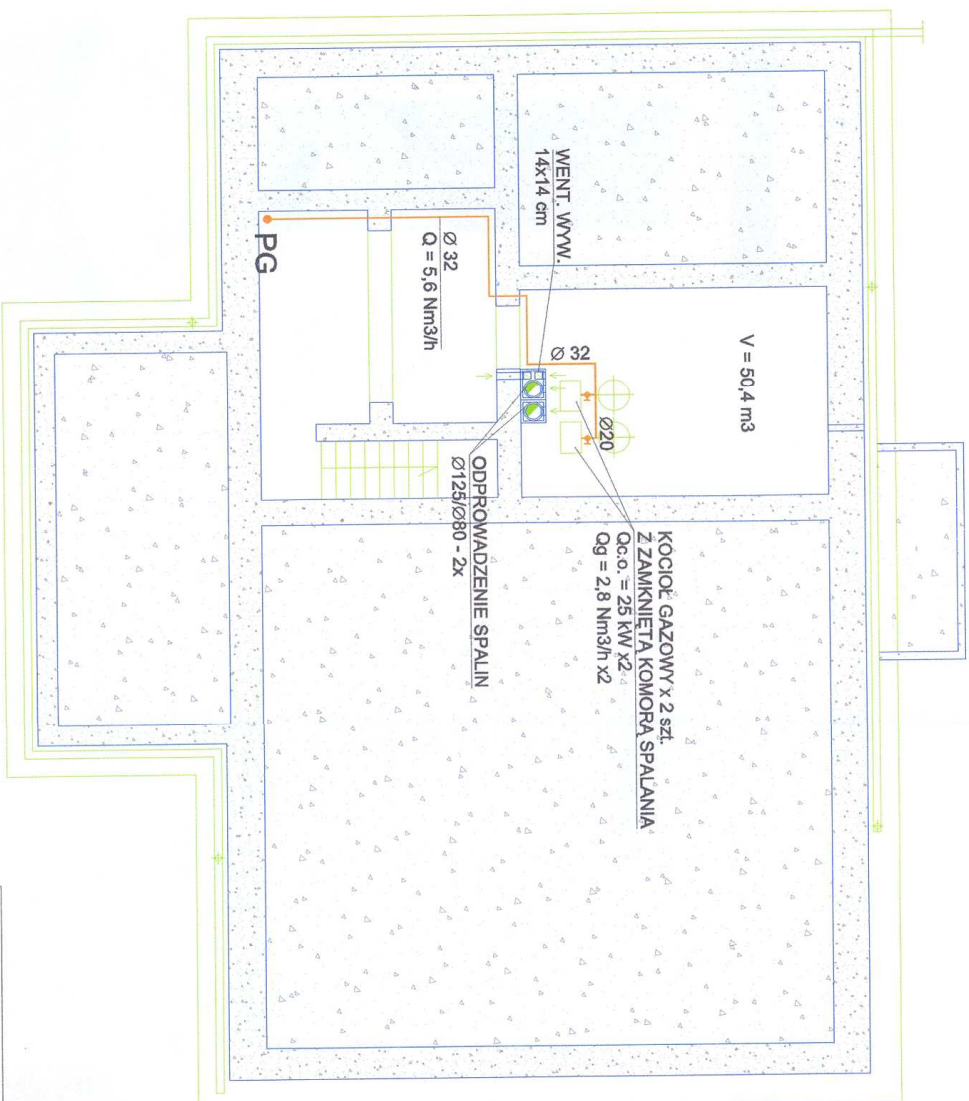 V = 50,4 m3
WENT. WYW.
14x14 cm
Ø 32
Ø20
KOCIOŁ GAZOWY x 2 szt.
Z ZAMKNIĘTĄ KOMORĄ SPALANIA
Qc.o. = 25 kW x2
Qg = 2,8 Nm3/h x2
Ø 32
Q = 5,6 Nm3/h
ODPROWADZENIE SPALIN
Ø125/Ø80 - 2x
PG